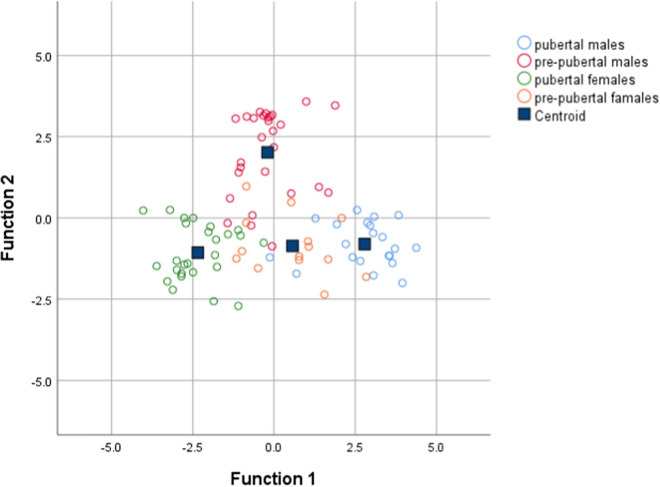 5.0
2.5
0.0
-2.5
-5.0
Function 2
-5.0 -2.5 0.0 2.5 5.0
Function 1
pubertal males
pre-pubertal males
pubertal females
pre-pubertal famales
Centroid